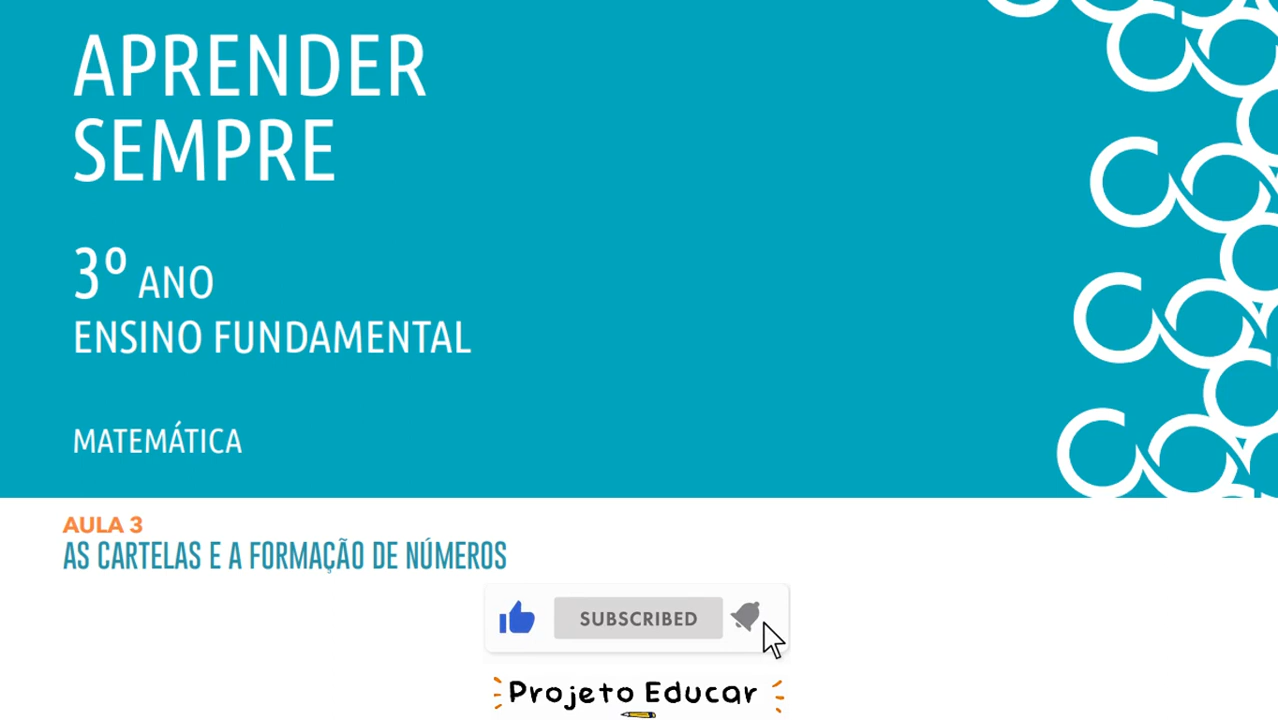 APRENDER
SEMPRE
3º ANO
ENSINO FUNDAMENTAL
MATEMÁTICA
AULA 3
AS CARTELAS E A FORMAÇÃO DE NÚMEROS
SUBSCRIBED
Projeto Educar